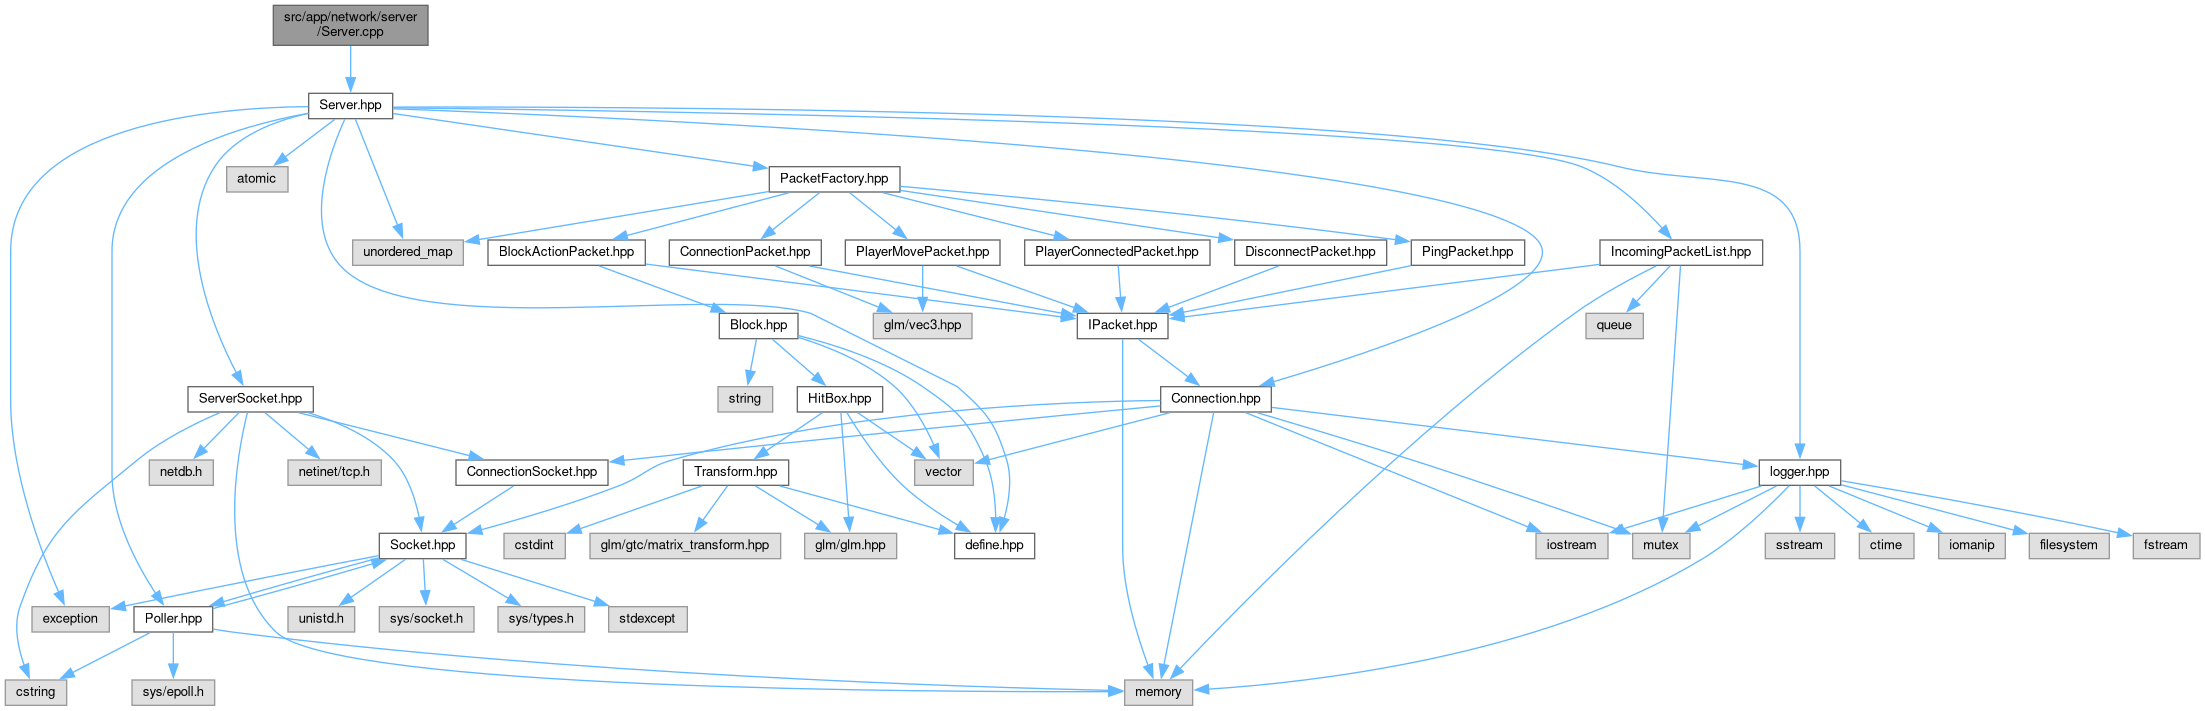 src/app/network/server
/Server.cpp
Server.hpp
atomic
PacketFactory.hpp
unordered_map
BlockActionPacket.hpp
ConnectionPacket.hpp
PlayerMovePacket.hpp
PlayerConnectedPacket.hpp
DisconnectPacket.hpp
PingPacket.hpp
IncomingPacketList.hpp
Block.hpp
glm/vec3.hpp
IPacket.hpp
queue
ServerSocket.hpp
string
HitBox.hpp
Connection.hpp
netdb.h
netinet/tcp.h
ConnectionSocket.hpp
Transform.hpp
vector
logger.hpp
Socket.hpp
cstdint
glm/gtc/matrix_transform.hpp
glm/glm.hpp
define.hpp
iostream
mutex
sstream
ctime
iomanip
filesystem
fstream
exception
Poller.hpp
unistd.h
sys/socket.h
sys/types.h
stdexcept
cstring
sys/epoll.h
memory